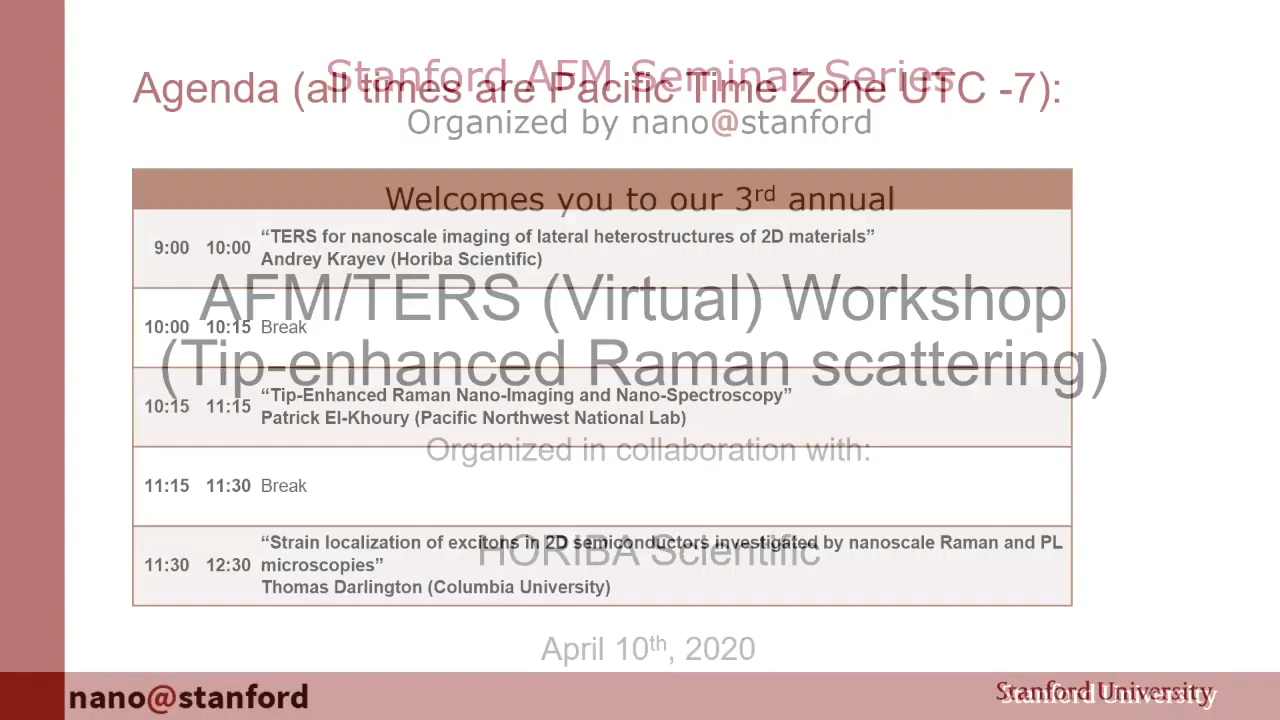 Stanford AFM Seminar Series
Agenda (all times are Pacific Time Zone UTC -7):
Organized by nano@stanford
Welcomes you to our 3rd annual
9:00 10:00 “TERS for nanoscale imaging of lateral heterostructures of 2D materials”
Andrey Krayev (Horiba Scientific)
AFM/TERS (Virtual) Workshop
10:00 10:15 Break
(Tip-enhanced Raman scattering)
10:15 11:15 “Tip-Enhanced Raman Nano-Imaging and Nano-Spectroscopy”
Patrick El-Khoury (Pacific Northwest National Lab)
Organized in collaboration with:
11:15 11:30 Break
“Strain localization of excitons in 2D semiconductors investigated by nanoscale Raman and PL
HORIBA Scientific
11:30 12:30 microscopies”
Thomas Darlington (Columbia University)
April 10th, 2020
nano@stanford
Stanford University
Stanford University